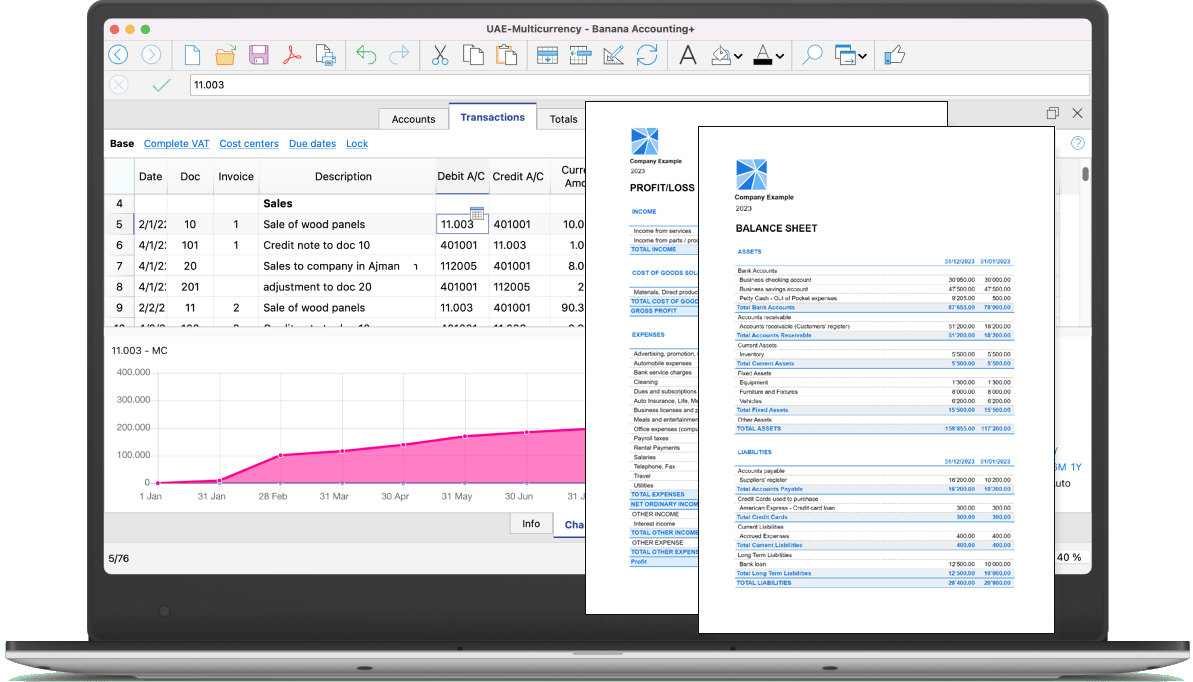 UAE-Multicurrency - Banana Accounting+
11.003
Accounts Transactions Totals
Base Complete VAT Cost centers Due dates Lock
Date Doc Invoice Description Debit A/C Credit A/C Curre
Amo
4 Sales
5 2/1/2 10 1 Sale of wood panels 11.003 401001 10.0
6 4/1/2 101 1 Credit note to doc 10 401001 11.003 1.0
7 4/1/2 20 Sales to company in Ajman 112005 401001 8.0
8 4/1/2 201 adjustment to doc 20 401001 112005 2
9 2/2/2 11 2 Sale of wood panels 11.003 401001 90.3
11.003 - MC
400.000
300.000
200.000
100.000
0
1 Jan 31 Jan 28 Feb 31 Mar 30 Apr 31 May 30 Jun 31 J
Info Cha
5/76
Company Example
2023
PROFIT/LOSS
INCOME
Income from services
Income from parts / prod
TOTAL INCOME
COST OF GOODS SOL
Materials, Direct produc
TOTAL COST OF GOOD
GROSS PROFIT
EXPENSES
Advertising, promotion,
Automobile expenses
Bank service charges
Cleaning
Dues and subscriptions
Auto Insurance, Life, Me
Business licenses and p
Meals and entertainmen
Office expenses (compu
Payroll taxes
Rental Payments
Salaries
Telephone, Fax
Travel
Utilities
TOTAL EXPENSES
NET ORDINARY INCOM
OTHER INCOME
Interest income
TOTAL OTHER INCOME
OTHER EXPENSE
TOTAL OTHER EXPENS
Profit
Company Example
2023
BALANCE SHEET
ASSETS
31/12/2023 01/01/2023
Bank Accounts
Business checking account 30'950.00 30'000.00
Business savings account 47'500.00 47'500.00
Petty Cash - Out of Pocket expenses 9'205.00 500.00
Total Bank Accounts 87'655.00 78'000.00
Accounts receivable
Accounts receivable (Customers' register) 51'200.00 18'200.00
Total Accounts Receivable 51'200.00 18'200.00
Current Assets
Inventory 5'500.00 5'500.00
Total Current Assets 5'500.00 5'500.00
Fixed Assets
Equipment 1'300.00 1'300.00
Furniture and Fixtures 8'000.00 8'000.00
Vehicles 6'200.00 6'200.00
Total Fixed Assets 15'500.00 15'500.00
Other Assets
TOTAL ASSETS 159'855.00 117'200.00
LIABILITIES
31/12/2023 01/01/2023
Accounts payable
Suppliers' register 16'200.00 10'200.00
Total Accounts Payable 16'200.00 10'200.00
Credit Cards used to purchase
American Express - Credit card loan 300.00 300.00
Total Credit Cards 300.00 300.00
Current Liabilities
Accrued Expenses 400.00 400.00
Total Current Liabilities 400.00 400.00
Long Term Liabilities
Bank loan 12'500.00 10'000.00
Total Long Term Liabilities 12'500.00 10'000.00
TOTAL LIABILITIES 29'400.00 20'900.00
Y
6M 1Y
uto
40 %